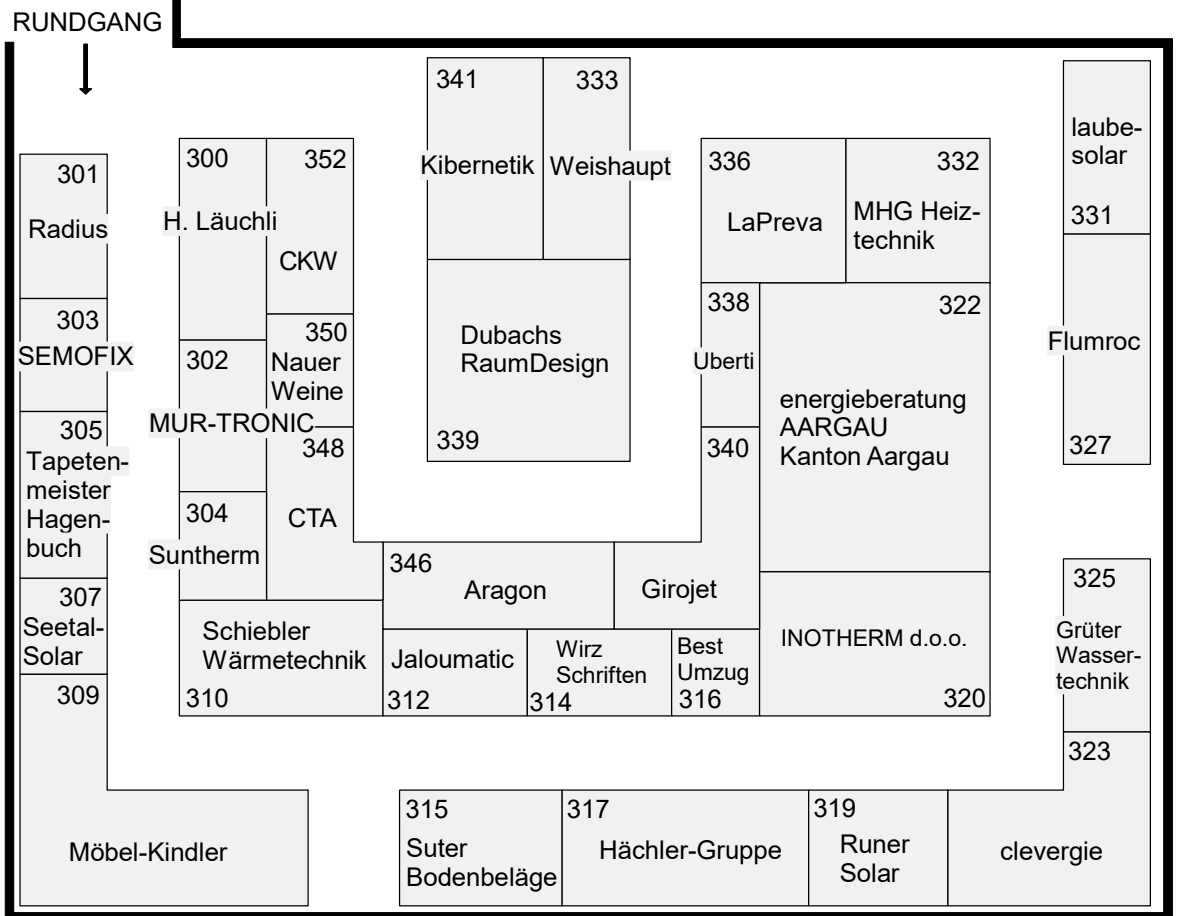 RUNDGANG
301
Radius
303
SEMOFIX
305
Tapeten-
meister
Hagen-
buch
307
Seetal-
Solar
309
Möbel-Kindler
300
H. Läuchli
352
CKW
302
MUR-TRONIC
350
Nauer
Weine
348
CTA
304
Suntherm
Schiebler
Wärmetechnik
310
341
Kibernetik
333
Weishaupt
Dubachs
RaumDesign
339
336
LaPreva
332
MHG Heiz-
technik
338
Uberti
322
energieberatung
AARGAU
Kanton Aargau
340
Girojet
346
Aragon
Jaloumatic
312
Wirz
Schriften
314
Best
Umzug
316
INOTHERM d.o.o.
320
laube-
solar
331
Flumroc
327
325
Grüter
Wasser-
technik
323
clevergie
315
Suter
Bodenbeläge
317
Hächler-Gruppe
319
Runer
Solar